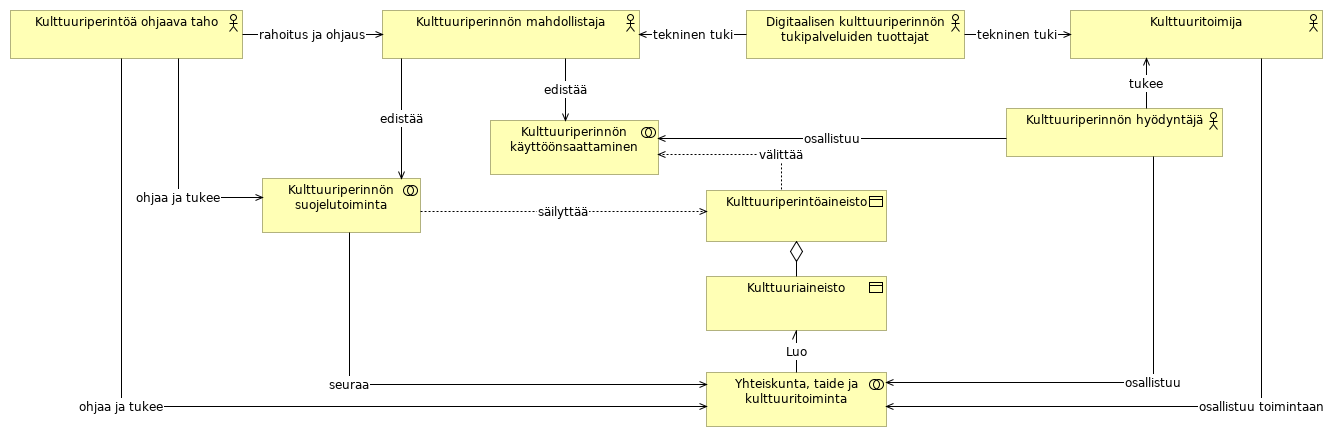 Kulttuuriperintöä ohjaava taho
rahoitus ja ohjaus
Kulttuuriperinnön mahdollistaja
tekninen tuki
Digitaalisen kulttuuriperinnön
tukipalveluiden tuottajat
tekninen tuki
Kulttuuritoimija
tukee
edistää
edistää
Kulttuuriperinnön
käyttöönsaattaminen
osallistuu
Kulttuuriperinnön hyödyntäjä
välittää
ohjaa ja tukee
Kulttuuriperinnön
suojelutoiminta
säilyttää
Kulttuuriperintöaineisto
Kulttuuriaineisto
Luo
seuraa
Yhteiskunta, taide ja
kulttuuritoiminta
osallistuu
ohjaa ja tukee
osallistuu toimintaan